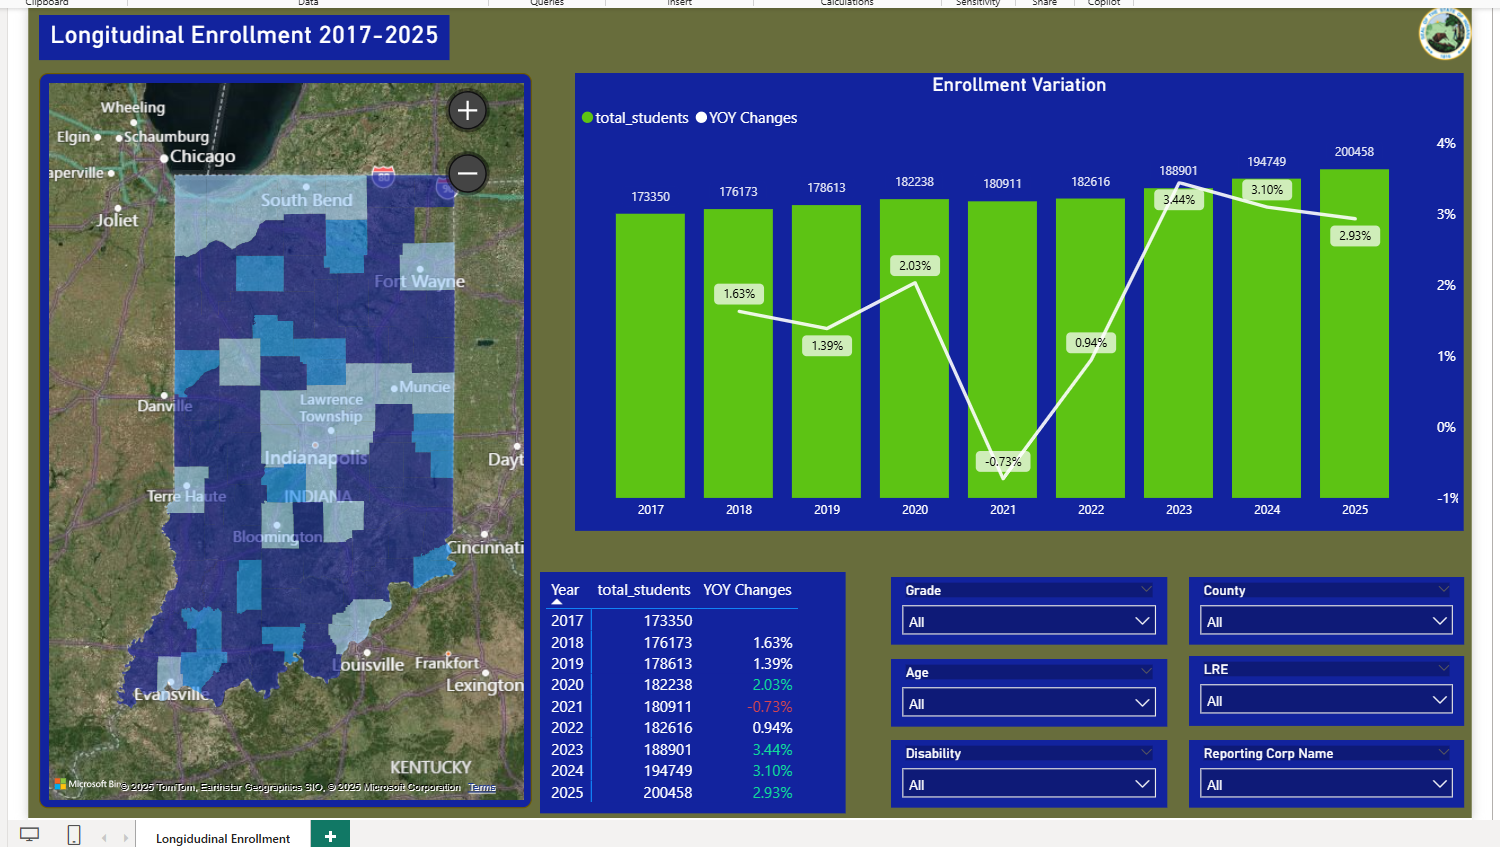 Clipboard
Data
Queries
Insert
Calculations
Sensitivity
Share
Copilot
Longitudinal Enrollment 2017-2025
Wheeling
Elgin
Schaumburg
Chicago
aperville
Joliet
South Bend
Fort Wayne
Muncie
Danville
Lawrence
Township
Indianapolis
Dayt
Terre Haute
INDIANA
Bloomington
Cincinnati
Louisville
Frankfort
Lexington
Evansville
KENTUCKY
Microsoft Bin
© 2025 TomTom, Earthstar Geographics SIO, © 2025 Microsoft Corporation Terms
Enrollment Variation
total_students YOY Changes
4%
3%
2%
1%
0%
-1%
173350
176173
178613
182238
180911
182616
188901
194749
200458
1.63%
1.39%
2.03%
-0.73%
0.94%
3.44%
3.10%
2.93%
2017 2018 2019 2020 2021 2022 2023 2024 2025
Year total_students YOY Changes
2017 173350
2018 176173 1.63%
2019 178613 1.39%
2020 182238 2.03%
2021 180911 -0.73%
2022 182616 0.94%
2023 188901 3.44%
2024 194749 3.10%
2025 200458 2.93%
Grade
All
County
All
Age
All
LRE
All
Disability
All
Reporting Corp Name
All
Longidudinal Enrollment